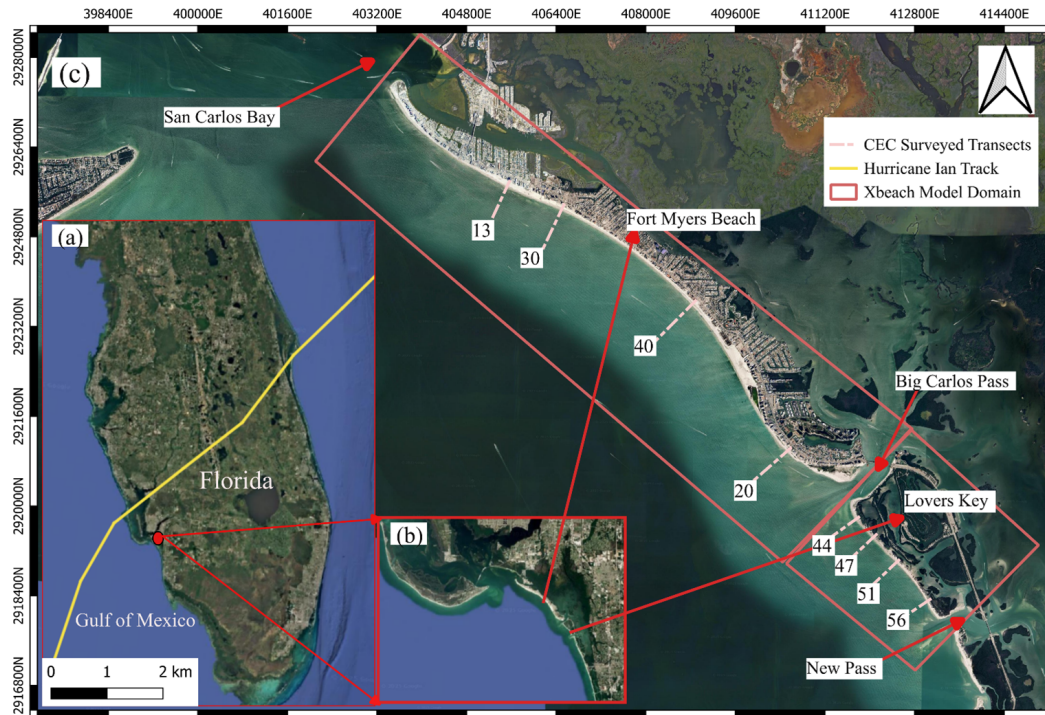 398400E 400000E 401600E 403200E 404800E 406400E 408000E 409600E 411200E 412800E 414400E
2928000N
2926400N
2924800N
2923200N
2921600N
2920000N
2918400N
2916800N
(c)
San Carlos Bay
CEC Surveyed Transects
Hurricane Ian Track
Xbeach Model Domain
Fort Myers Beach
13
30
40
20
Big Carlos Pass
Lovers Key
44
47
51
56
New Pass
(a)
Florida
Gulf of Mexico
0 1 2 km
(b)